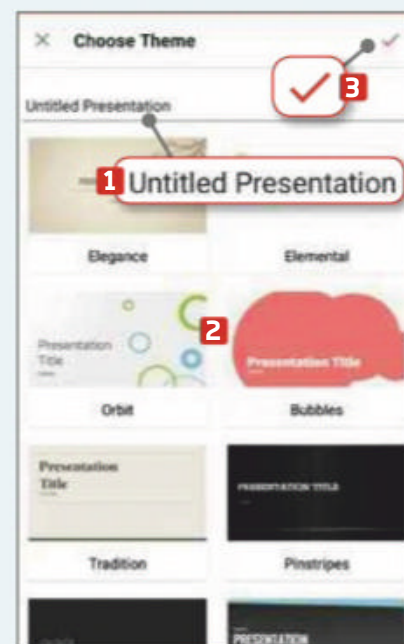 Choose Theme
3
Untitled Presentation
1 Untitled Presentation
Elegance Elemental
2
Presentation
Title
Presentation Title
Orbit Bubbles
Presentation
Title
PRESENTATION TITLE
Tradition Pinstripes
PRESENTATION